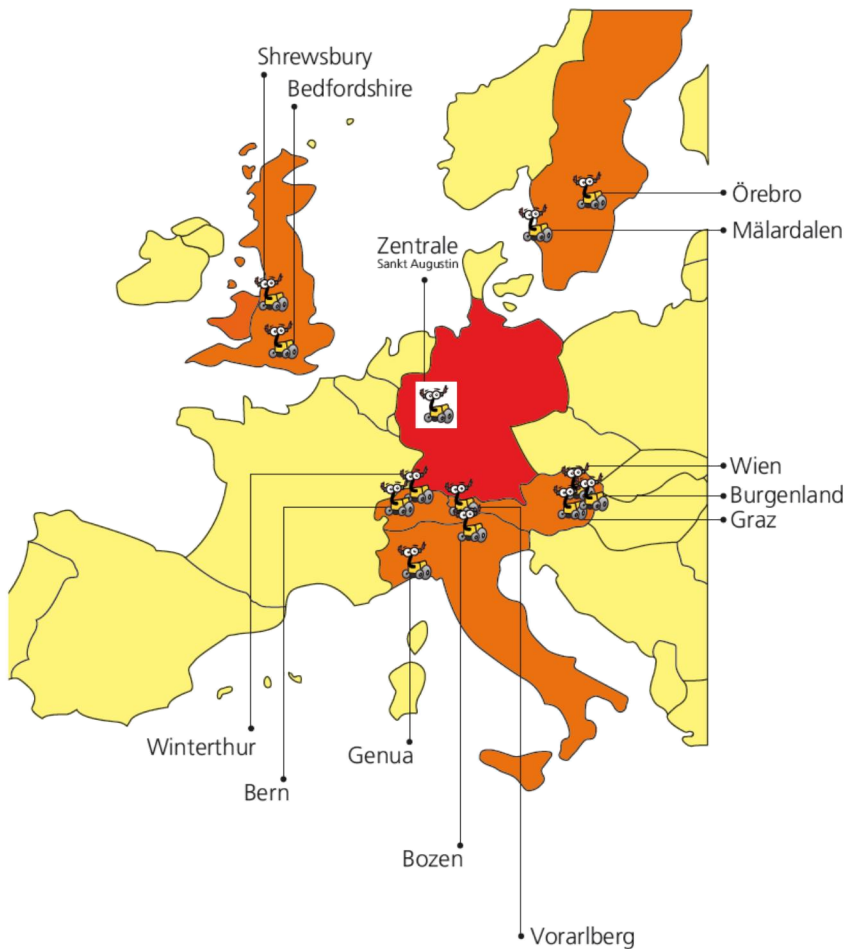 Shrewsbury
Bedfordshire
Örebro
Mälardalen
Zentrale
Sankt Augustin
Wien
Burgenland
Graz
Winterthur
Genua
Bern
Bozen
Vorarlberg